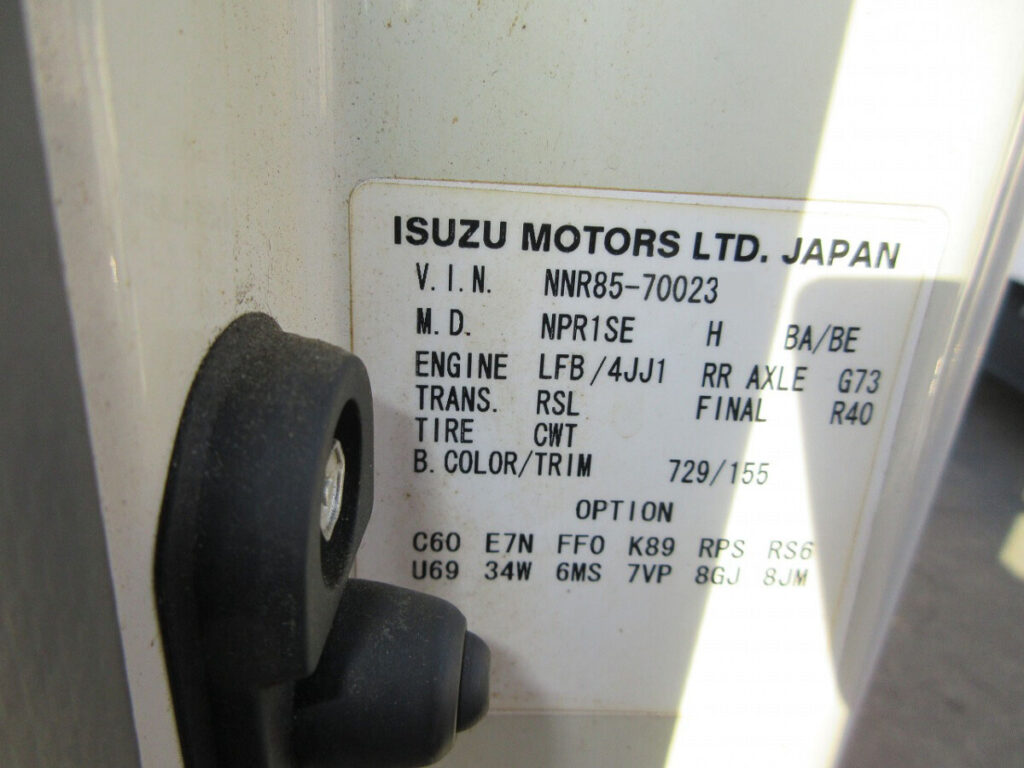 ISUZU MOTORS LTD. JAPAN
V.I.N. NNR85-70023
M.D. NPR1SE H BA/BE
ENGINE LFB/4JJ1 RR AXLE G73
TRANS. RSL FINAL R40
TIRE CWT
B.COLOR/TRIM 729/155
OPTION
C60 E7N FF0 K89 RPS RS6
U69 34W 6MS 7VP 8GJ 8JM